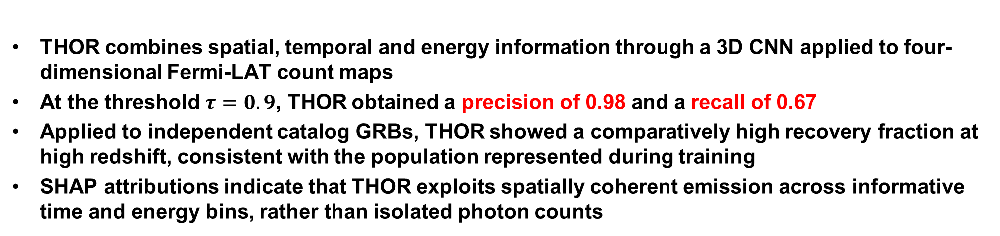 • THOR combines spatial, temporal and energy information through a 3D CNN applied to four-
dimensional Fermi-LAT count maps
• At the threshold 𝝉 = 𝟎.𝟗, THOR obtained a precision of 0.98 and a recall of 0.67
• Applied to independent catalog GRBs, THOR showed a comparatively high recovery fraction at
high redshift, consistent with the population represented during training
• SHAP attributions indicate that THOR exploits spatially coherent emission across informative
time and energy bins, rather than isolated photon counts